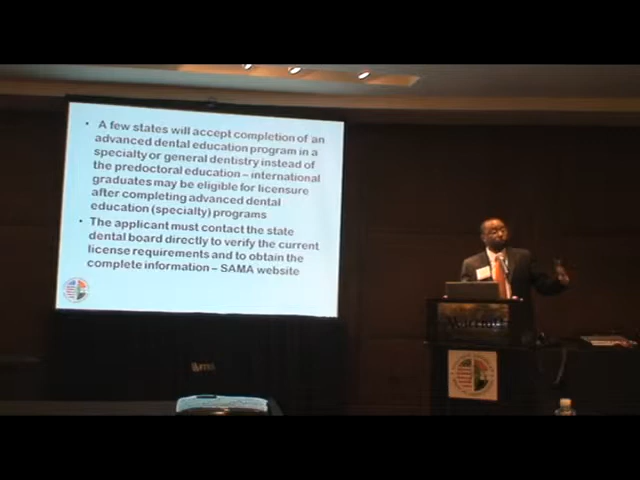 • A few states will accept completion of an
advanced dental education program in a
specialty or general dentistry instead of
the predoctoral education – international
graduates may be eligible for licensure
after completing advanced dental
education (specialty) programs
• The applicant must contact the state
dental board directly to verify the current
license requirements and to obtain the
complete information – SAMA website
Marriott